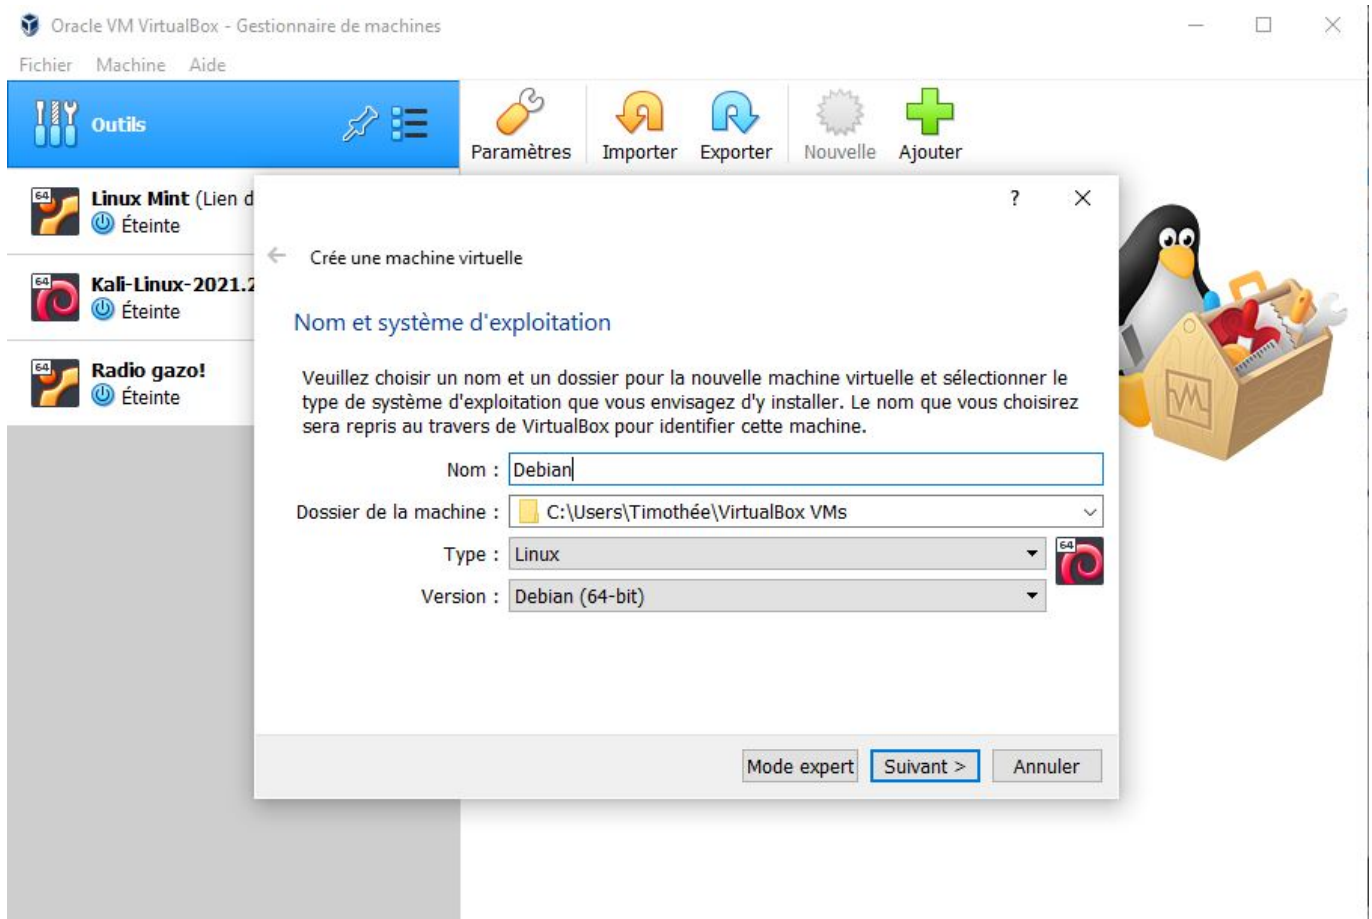 Oracle VM VirtualBox - Gestionnaire de machines
Fichier Machine Aide
Outils
Paramètres Importer Exporter Nouvelle Ajouter
64 Linux Mint (Lien d
Éteinte
64 Kali-Linux-2021.2
Éteinte
64 Radio gazo!
Éteinte
?
Crée une machine virtuelle
Nom et système d'exploitation
Veuillez choisir un nom et un dossier pour la nouvelle machine virtuelle et sélectionner le
type de système d'exploitation que vous envisagez d'y installer. Le nom que vous choisirez
sera repris au travers de VirtualBox pour identifier cette machine.
Nom : Debian
Dossier de la machine : C:\Users\Timothée\VirtualBox VMs
Type : Linux 64
Version : Debian (64-bit)
Mode expert Suivant > Annuler